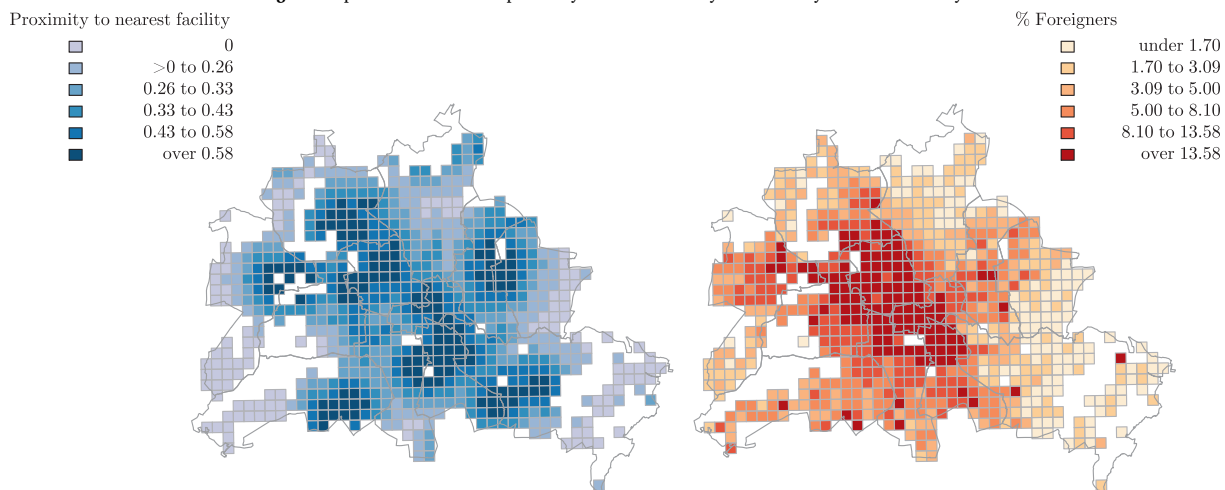 Proximity to nearest facility
0
>0 to 0.26
0.26 to 0.33
0.33 to 0.43
0.43 to 0.58
over 0.58
% Foreigners
under 1.70
1.70 to 3.09
3.09 to 5.00
5.00 to 8.10
8.10 to 13.58
over 13.58